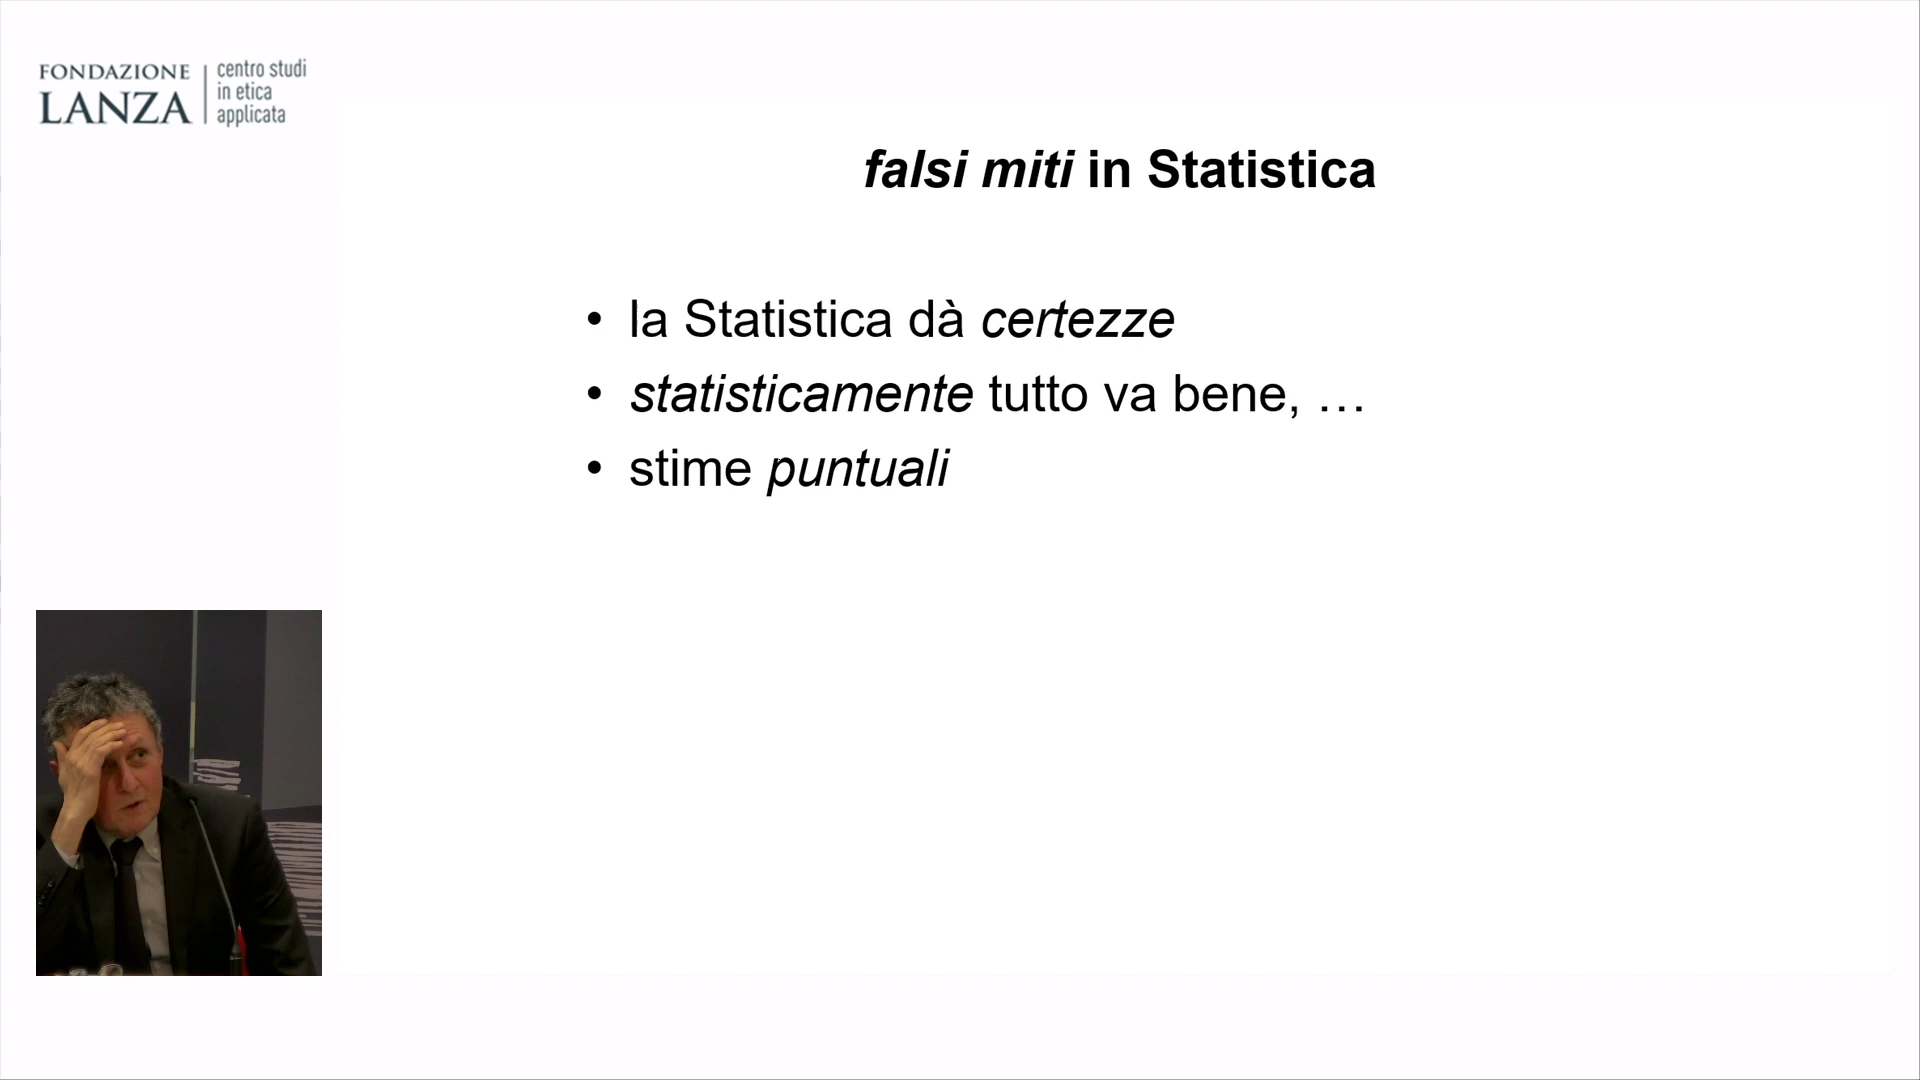 FONDAZIONE
LANZA
centro studi
in etica
applicata
falsi miti in Statistica
• la Statistica dà certezze
• statisticamente tutto va bene, …
• stime puntuali